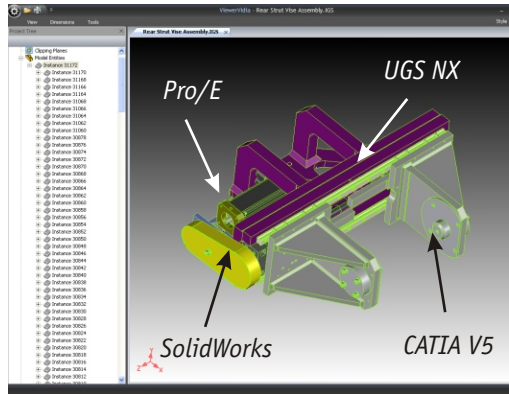 ViewerVidia - Rear Strut Vise Assembly.IGS
View Dimensions Tools Style
Project Tree
Rear Strut Vise Assembly.IGS
Clipping Planes
Model Entities
Instance 31172
Instance 31170
Instance 31168
Instance 31166
Instance 31164
Instance 31068
Instance 31066
Instance 31064
Instance 31062
Instance 31060
Instance 30878
Instance 30876
Instance 30874
Instance 30872
Instance 30870
Instance 30868
Instance 30866
Instance 30864
Instance 30862
Instance 30860
Instance 30858
Instance 30856
Instance 30854
Instance 30852
Instance 30850
Instance 30848
Instance 30846
Instance 30844
Instance 30842
Instance 30840
Instance 30838
Instance 30836
Instance 30834
Instance 30832
Instance 30830
Instance 30828
Instance 30826
Instance 30824
Instance 30822
Instance 30820
Instance 30818
Instance 30816
Instance 30814
Instance 30812
UGS NX
Pro/E
SolidWorks
CATIA V5
Y
Z X